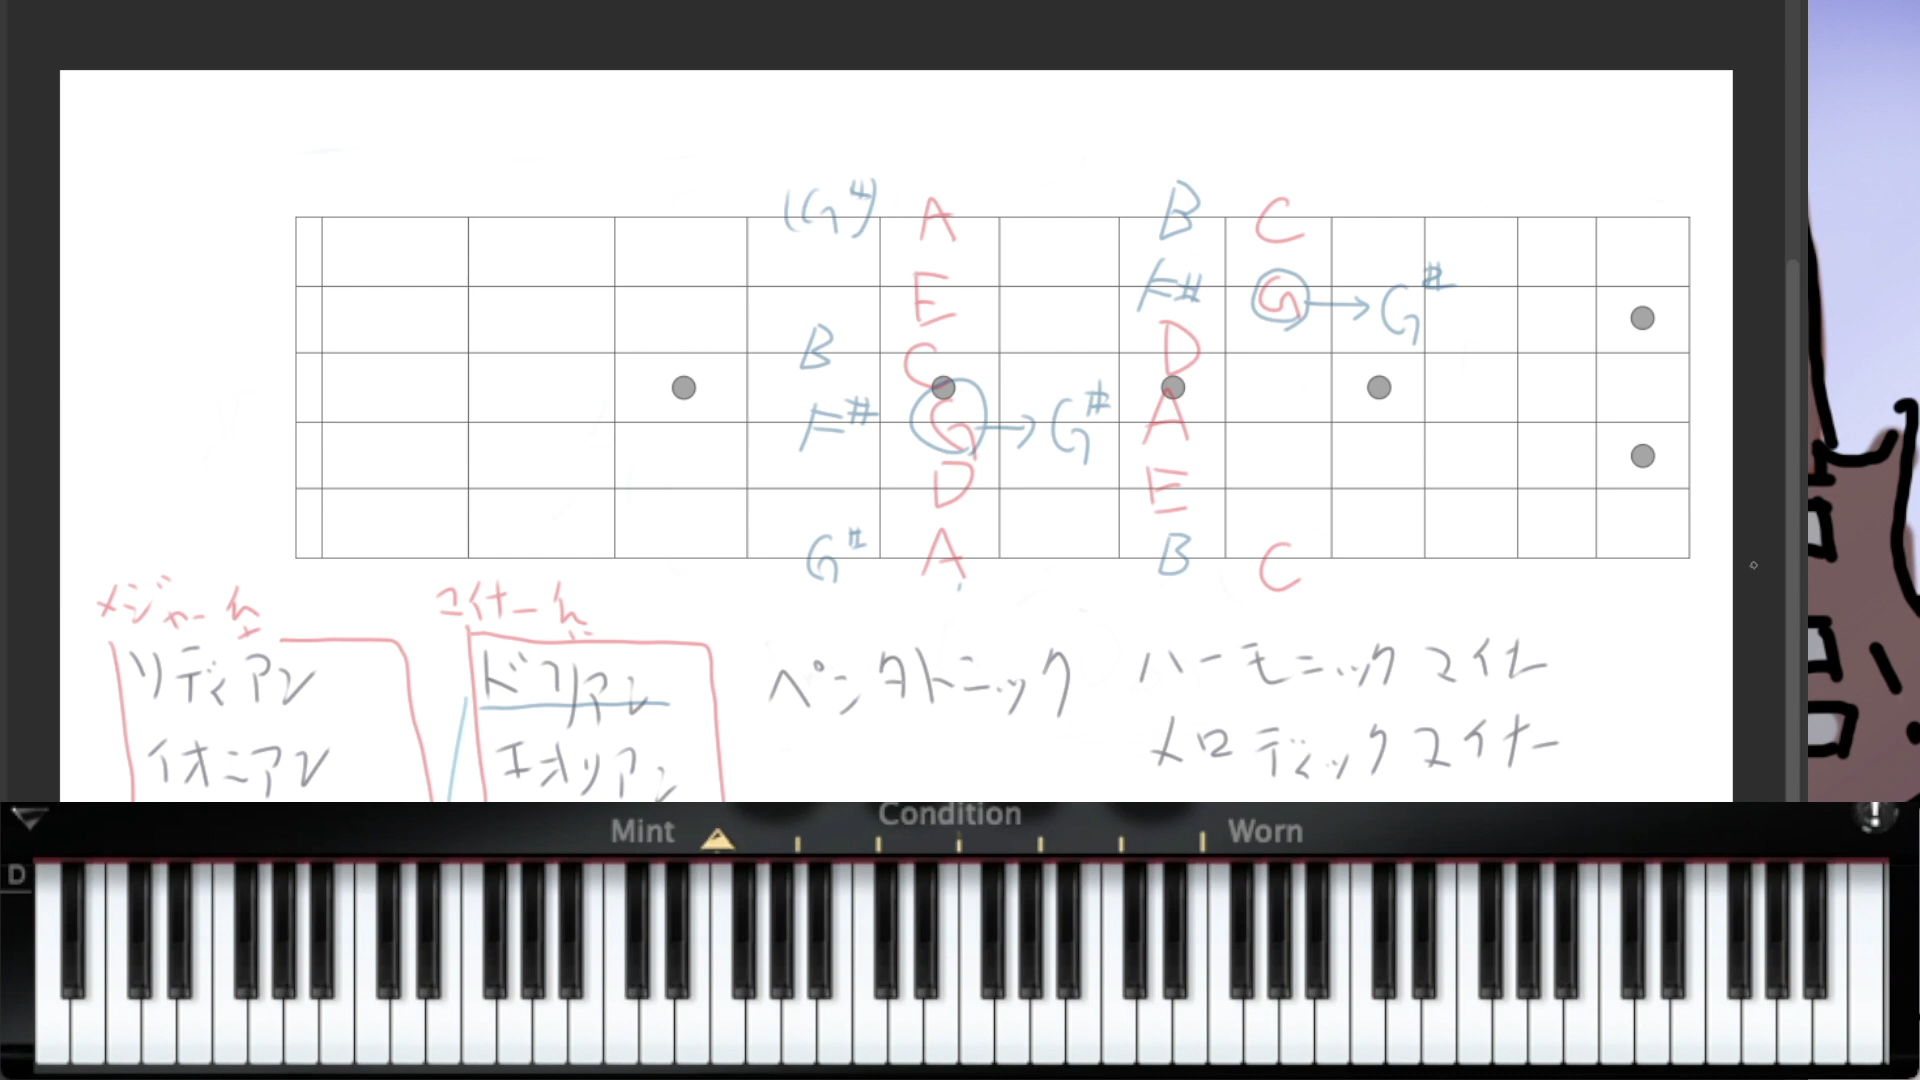 (G#) A B C
E F# G → G#
B C D
F# G → G# A
D E
G# A B C
メジャー系 マイナー系
リディアン ドリアン ペンタトニック ハーモニックマイナー
イオニアン エオリアン メロディックマイナー
Condition
Mint Worn
D